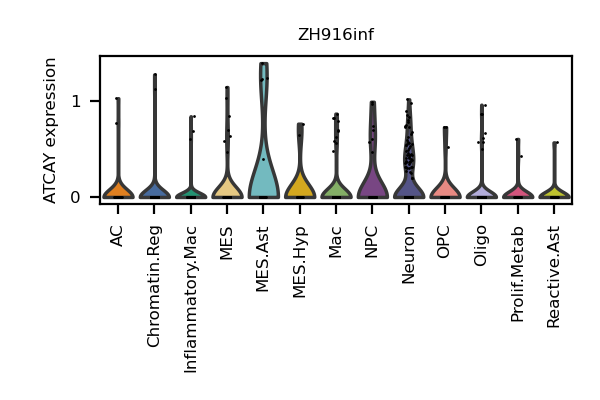 ZH916inf
ATCAY expression
1
0
AC
Chromatin.Reg
Inflammatory.Mac
MES
MES.Ast
MES.Hyp
Mac
NPC
Neuron
OPC
Oligo
Prolif.Metab
Reactive.Ast